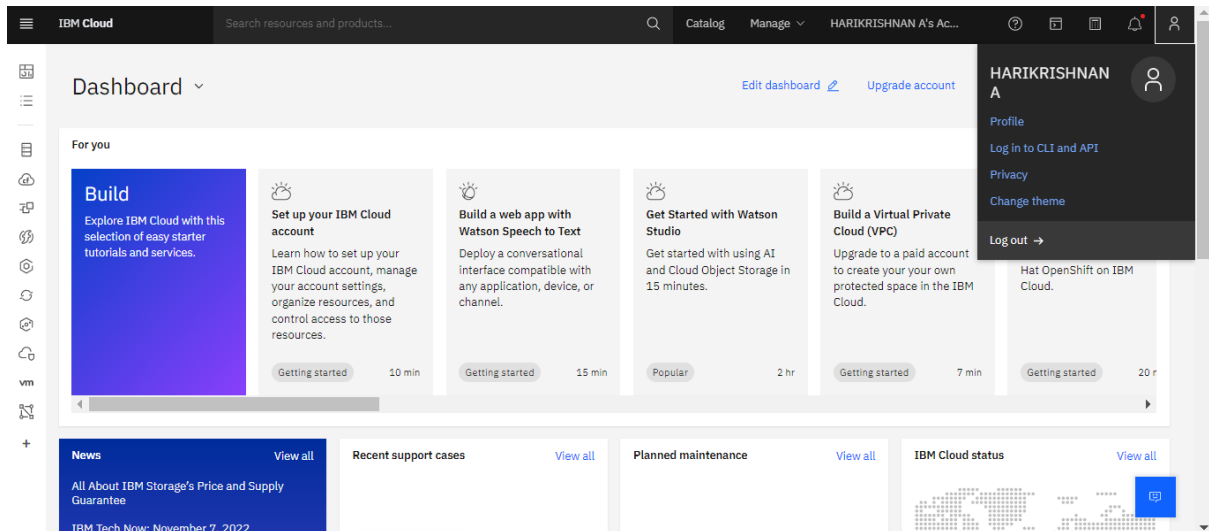 IBM Cloud
Search resources and products...
Catalog
Manage
HARIKRISHNAN A's Ac...
HARIKRISHNAN
A
Profile
Log in to CLI and API
Privacy
Change theme
Log out →
Dashboard
Edit dashboard
Upgrade account
For you
Build
Explore IBM Cloud with this
selection of easy starter
tutorials and services.
Set up your IBM Cloud
account
Learn how to set up your
IBM Cloud account, manage
your account settings,
organize resources, and
control access to those
resources.
Getting started
10 min
Build a web app with
Watson Speech to Text
Deploy a conversational
interface compatible with
any application, device, or
channel.
Getting started
15 min
Get Started with Watson
Studio
Get started with using AI
and Cloud Object Storage in
15 minutes.
Popular
2 hr
Build a Virtual Private
Cloud (VPC)
Upgrade to a paid account
to create your your own
protected space in the IBM
Cloud.
Getting started
7 min
Hat OpenShift on IBM
Cloud.
Getting started
20
vm
News
View all
All About IBM Storage's Price and Supply
Guarantee
IBM Tech Now: November 7, 2022
Recent support cases
View all
Planned maintenance
View all
IBM Cloud status
View all